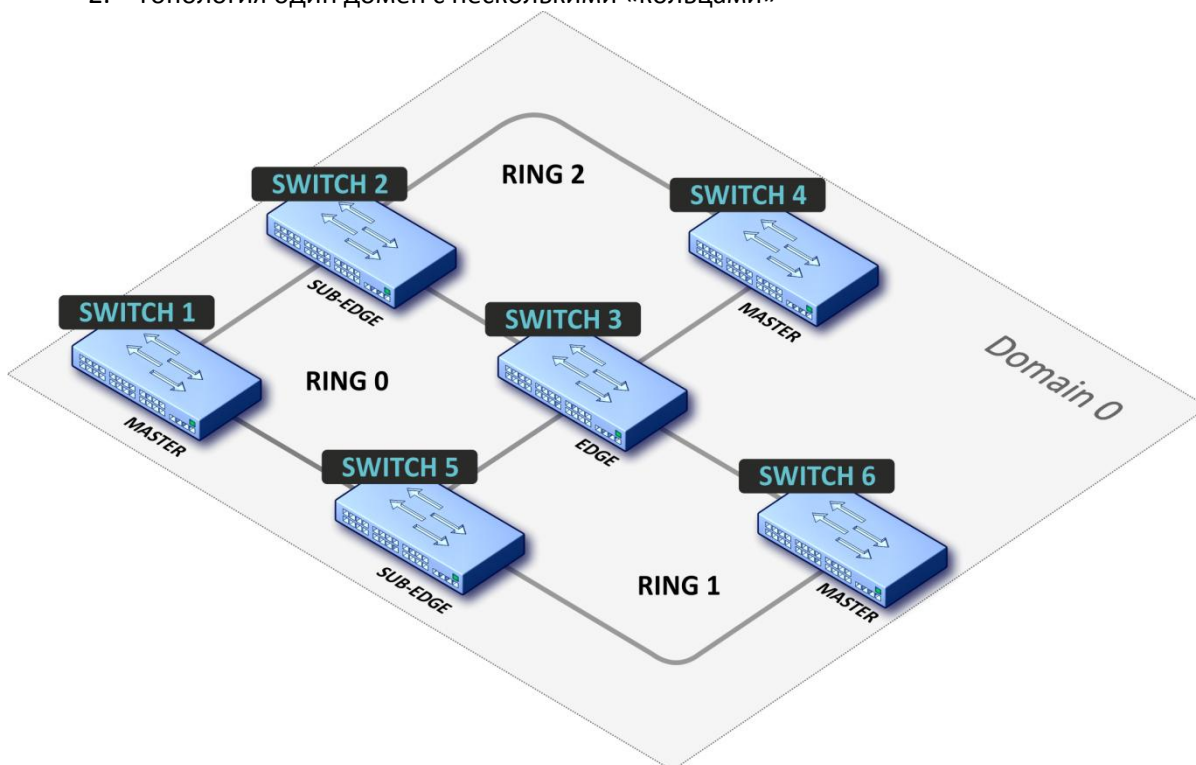 2. Топология один домен с несколькими «кольцами»
RING 2
SWITCH 2
SWITCH 4
SUB-EDGE
SWITCH 1
SWITCH 3
MASTER
Domain 0
RING 0
MASTER
EDGE
SWITCH 5
SWITCH 6
SUB-EDGE
RING 1
MASTER